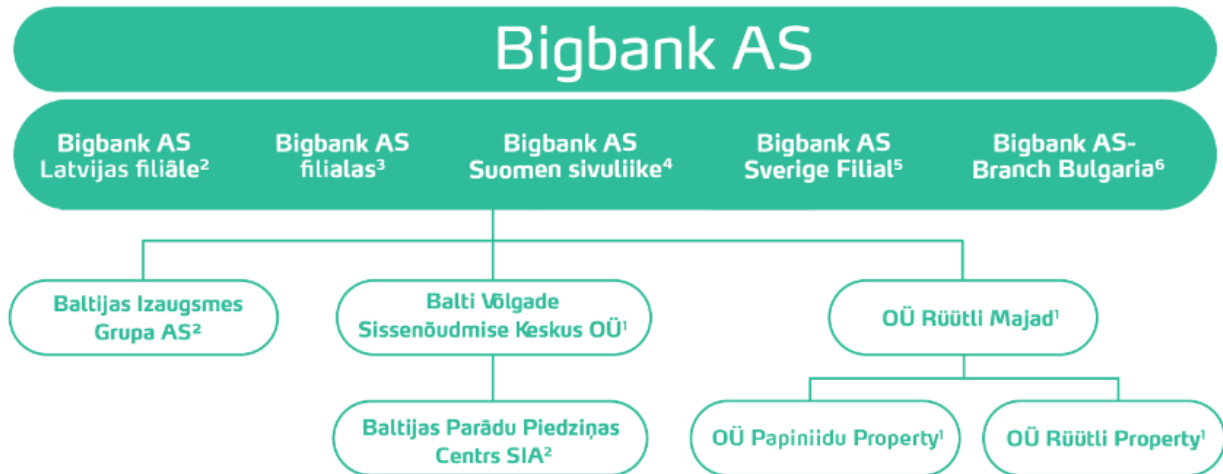 Bigbank AS
Bigbank AS
Latvijas filiāle²
Bigbank AS
filialas³
Bigbank AS
Suomen sivuliike⁴
Bigbank AS
Sverige Filial⁵
Bigbank AS-
Branch Bulgaria⁶
Baltijas Izaugsmes
Grupa AS²
Balti Võlgade
Sissenõudmise Keskus OÜ¹
OÜ Rüütli Majad¹
Baltijas Parādu Piedziņas
Centrs SIA²
OÜ Papiniidu Property¹
OÜ Rüütli Property¹